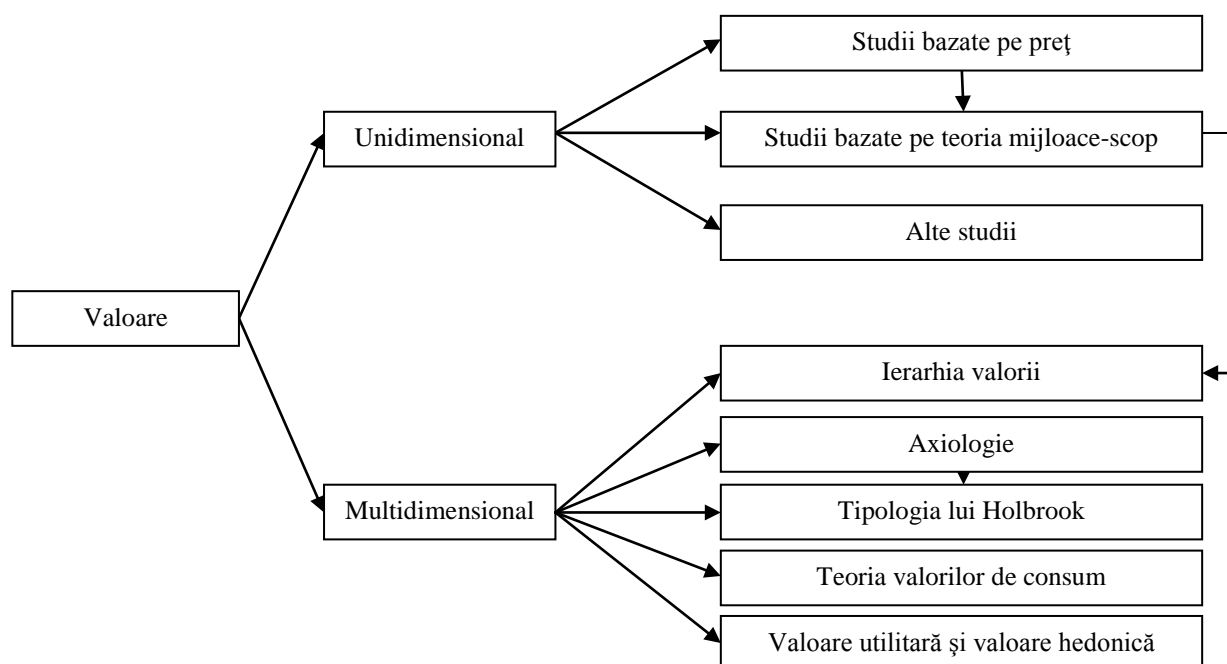 Studii bazate pe preţ
Unidimensional
Studii bazate pe teoria mijloace-scop
Alte studii
Valoare
Ierarhia valorii
Axiologie
Multidimensional
Tipologia lui Holbrook
Teoria valorilor de consum
Valoare utilitară şi valoare hedonică